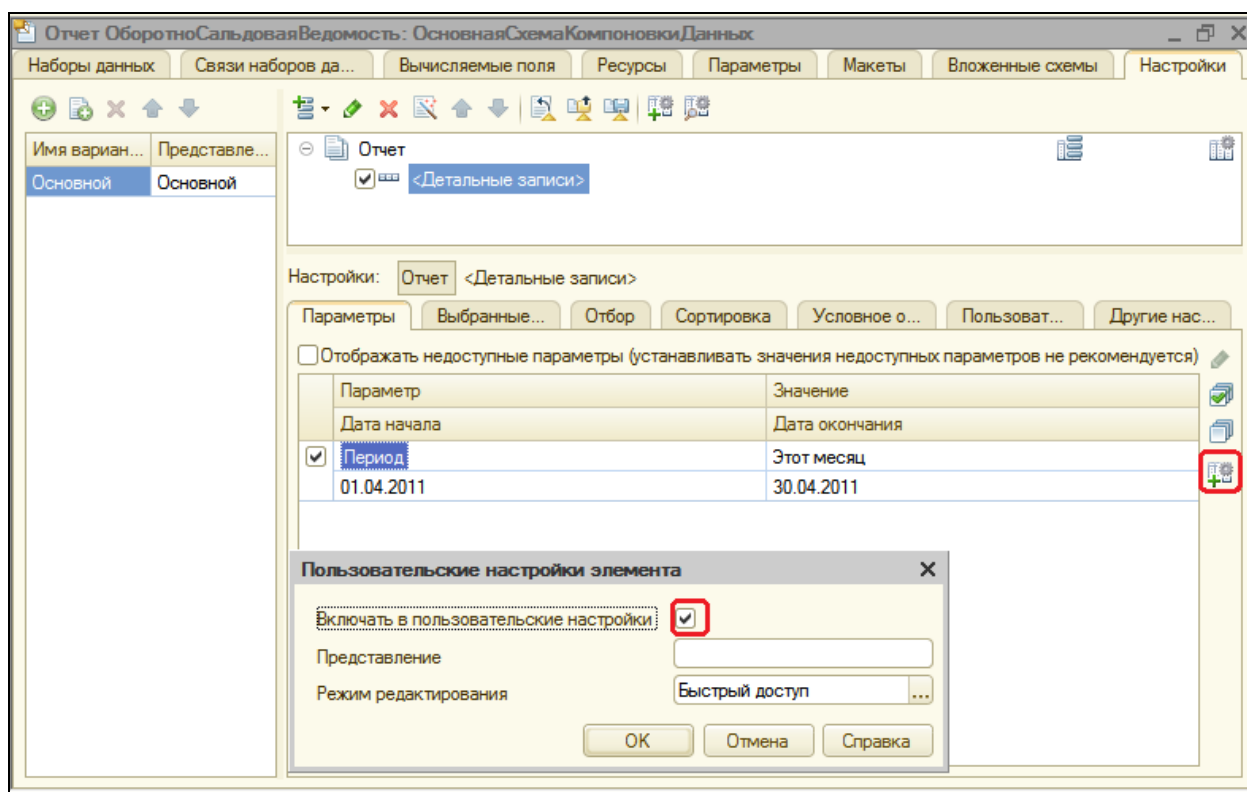 Отчет ОборотноСальдоваяВедомость: ОсновнаяСхемаКомпоновкиДанных
Наборы данных Связи наборов да... Вычисляемые поля Ресурсы Параметры Макеты Вложенные схемы Настройки
Имя вариан... Представле...
Основной Основной
Отчет
<Детальные записи>
Настройки: Отчет <Детальные записи>
Параметры Выбранные... Отбор Сортировка Условное о... Пользоват... Другие нас...
Отображать недоступные параметры (устанавливать значения недоступных параметров не рекомендуется)
Параметр Значение
Дата начала Дата окончания
Период Этот месяц
01.04.2011 30.04.2011
Пользовательские настройки элемента
Включать в пользовательские настройки
Представление
Режим редактирования Быстрый доступ ...
OK Отмена Справка